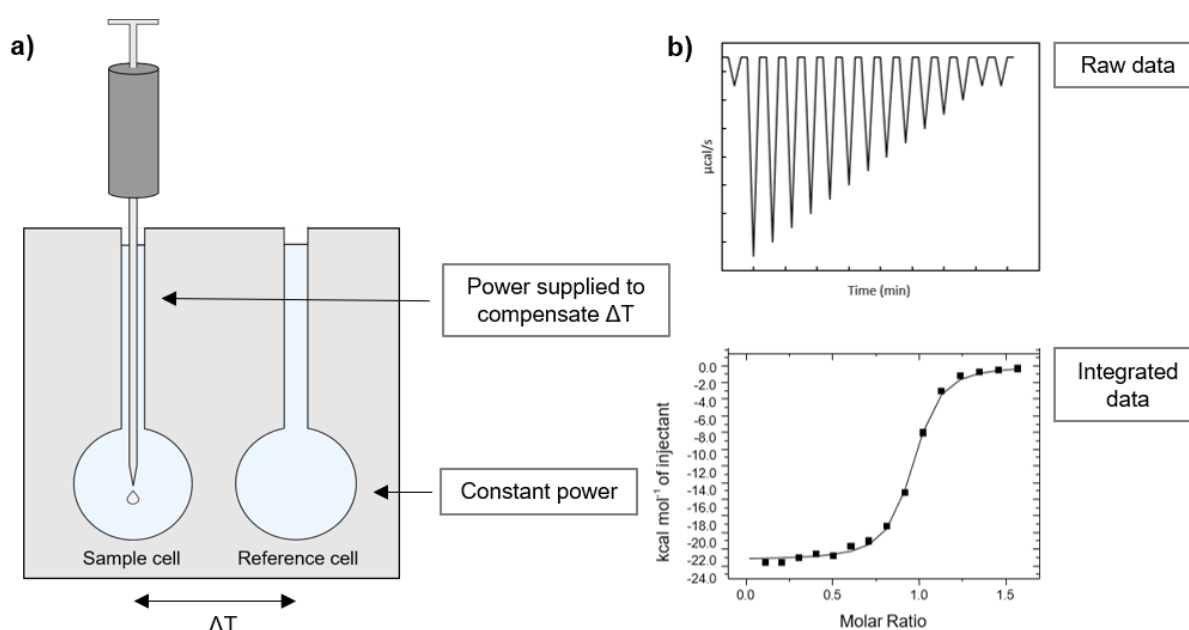 a)
Power supplied to
compensate ΔT
Constant power
Sample cell
Reference cell
ΔT
b)
Raw data
μcal/s
Time (min)
Integrated
data
kcal mol⁻¹ of injectant
0.0
-2.0
-4.0
-6.0
-8.0
-10.0
-12.0
-14.0
-16.0
-18.0
-20.0
-22.0
-24.0
0.0
0.5
1.0
1.5
Molar Ratio